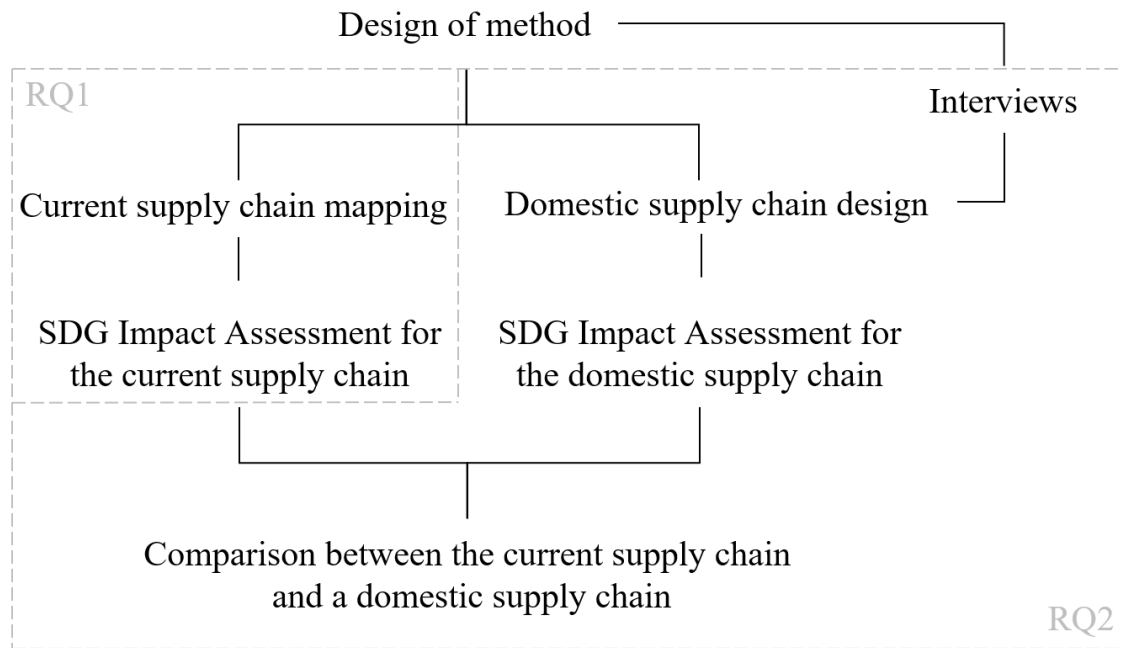 Design of method
RQ1
Interviews
Current supply chain mapping
Domestic supply chain design
SDG Impact Assessment for
the current supply chain
SDG Impact Assessment for
the domestic supply chain
Comparison between the current supply chain
and a domestic supply chain
RQ2